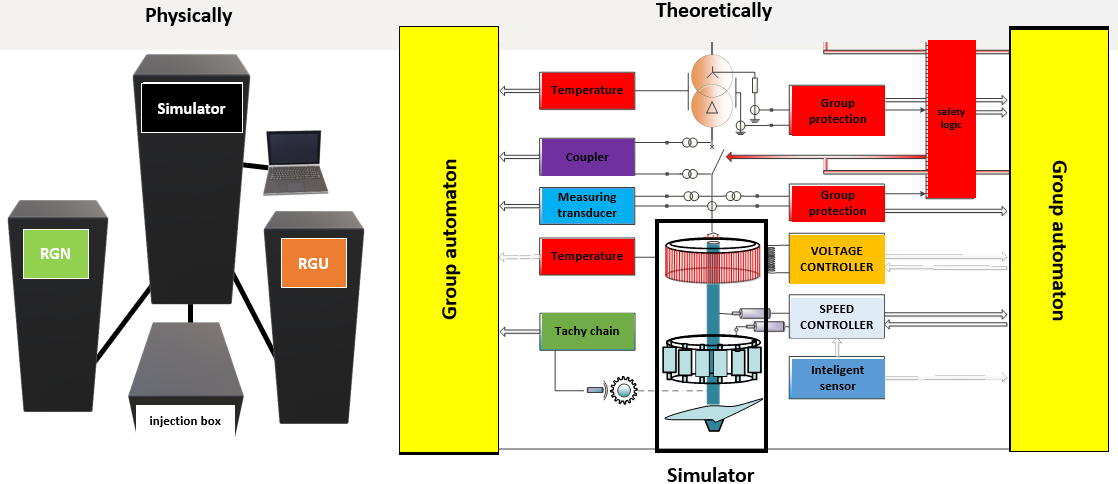 Physically
Theoretically
Simulator
RGN
RGU
injection box
Group automaton
Temperature
Coupler
Measuring
transducer
Temperature
Tachy chain
Group
protection
safety
logic
Group
protection
VOLTAGE
CONTROLLER
SPEED
CONTROLLER
Inteligent
sensor
Group automaton
Simulator